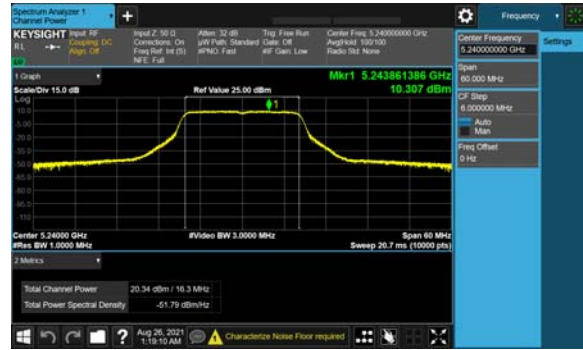 Spectrum Analyzer 1
Channel Power
Frequency
KEYSIGHT Input: RF
Coupling: DC
Align: Off
RL
LO
Input Z: 50 Ω
Corrections: On
Freq Ref: Int (S)
NFE: Full
Atten: 32 dB
µW Path: Standard
#PNO: Fast
Trig: Free Run
Gate: Off
#IF Gain: Low
Center Freq: 5.240000000 GHz
Avg|Hold: 100/100
Radio Std: None
Center Frequency
5.240000000 GHz
Settings
Span
60.000 MHz
CF Step
6.000000 MHz
Auto
Man
Freq Offset
0 Hz
1 Graph
Scale/Div 15.0 dB
Ref Value 25.00 dBm
Mkr1 5.243861386 GHz
10.307 dBm
Log
10.0
-5.00
-20.0
-35.0
-50.0
-65.0
-80.0
-95.0
-110
1
Center 5.24000 GHz
#Video BW 3.0000 MHz
Span 60 MHz
#Res BW 1.0000 MHz
Sweep 20.7 ms (10000 pts)
2 Metrics
Total Channel Power 20.34 dBm / 16.3 MHz
Total Power Spectral Density -51.79 dBm/Hz
Aug 26, 2021
1:19:10 AM
Characterize Noise Floor required